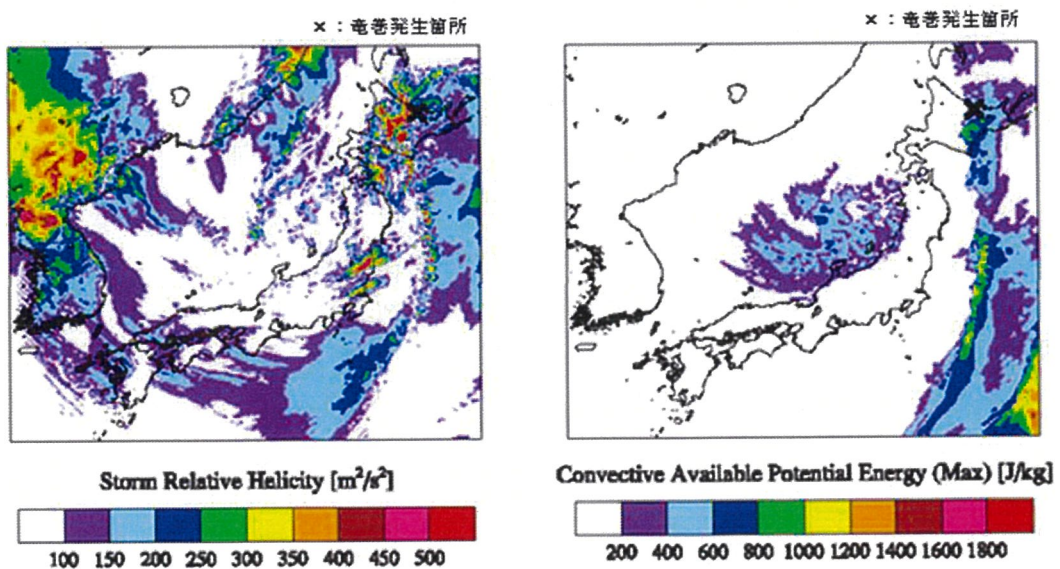 ×：竜巻発生箇所
×：竜巻発生箇所
Storm Relative Helicity [m²/s²]
100 150 200 250 300 350 400 450 500
Convective Available Potential Energy (Max) [J/kg]
200 400 600 800 1000 1200 1400 1600 1800